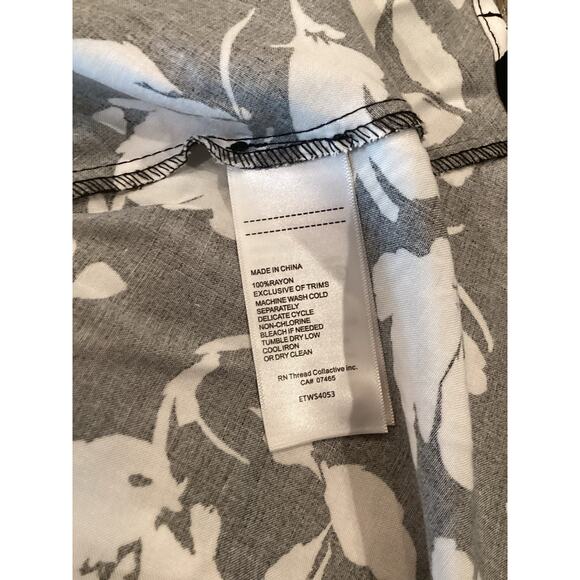 MADE IN CHINA
100%RAYON
EXCLUSIVE OF TRIMS
MACHINE WASH COLD
SEPARATELY
DELICATE CYCLE
NON-CHLORINE
BLEACH IF NEEDED
TUMBLE DRY LOW
COOL IRON
OR DRY CLEAN
RN Thread Collactive inc.
CA# 07465
ETWS4053